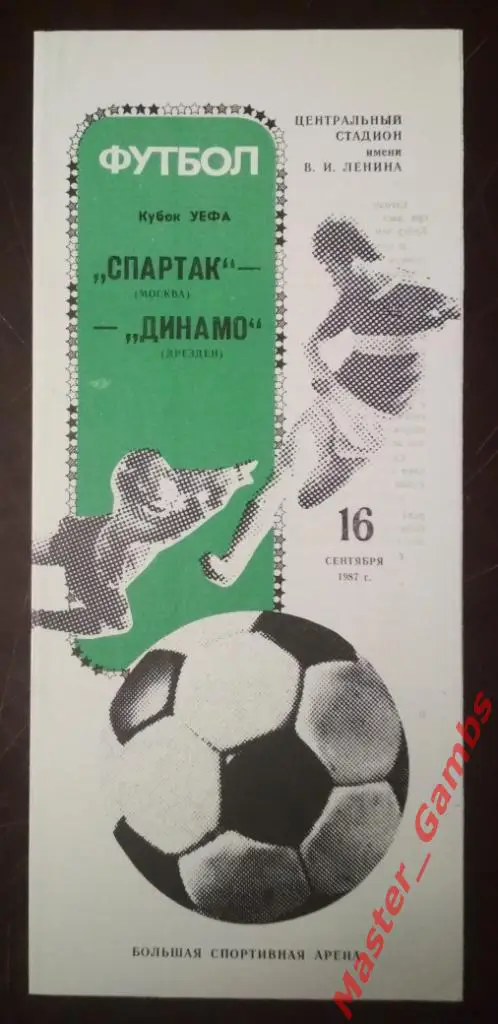 ФУТБОЛ
Кубок УЕФА
„СПАРТАК“—
(МОСКВА)
— „ДИНАМО“
(ДРЕЗДЕН)
ЦЕНТРАЛЬНЫЙ
СТАДИОН
имени
В. И. ЛЕНИНА
16
СЕНТЯБРЯ
1987 г.
БОЛЬШАЯ СПОРТИВНАЯ АРЕНА
Master_Gambs